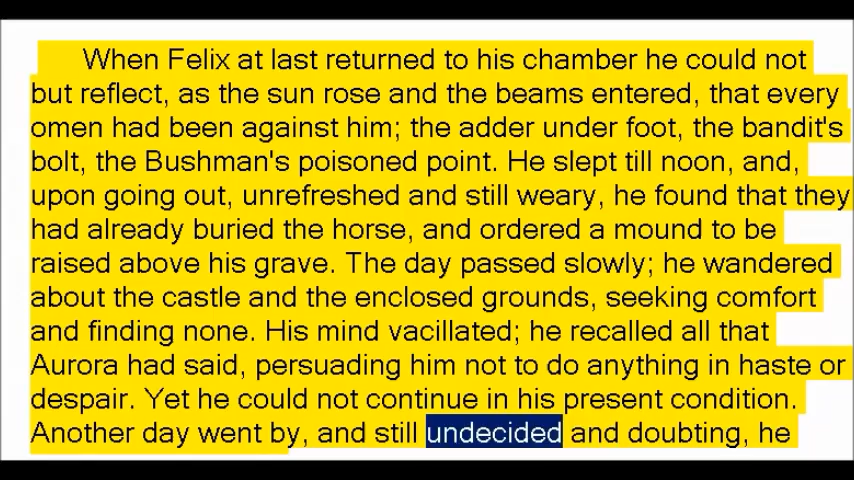 When Felix at last returned to his chamber he could not
but reflect, as the sun rose and the beams entered, that every
omen had been against him; the adder under foot, the bandit's
bolt, the Bushman's poisoned point. He slept till noon, and,
upon going out, unrefreshed and still weary, he found that they
had already buried the horse, and ordered a mound to be
raised above his grave. The day passed slowly; he wandered
about the castle and the enclosed grounds, seeking comfort
and finding none. His mind vacillated; he recalled all that
Aurora had said, persuading him not to do anything in haste or
despair. Yet he could not continue in his present condition.
Another day went by, and still undecided and doubting, he